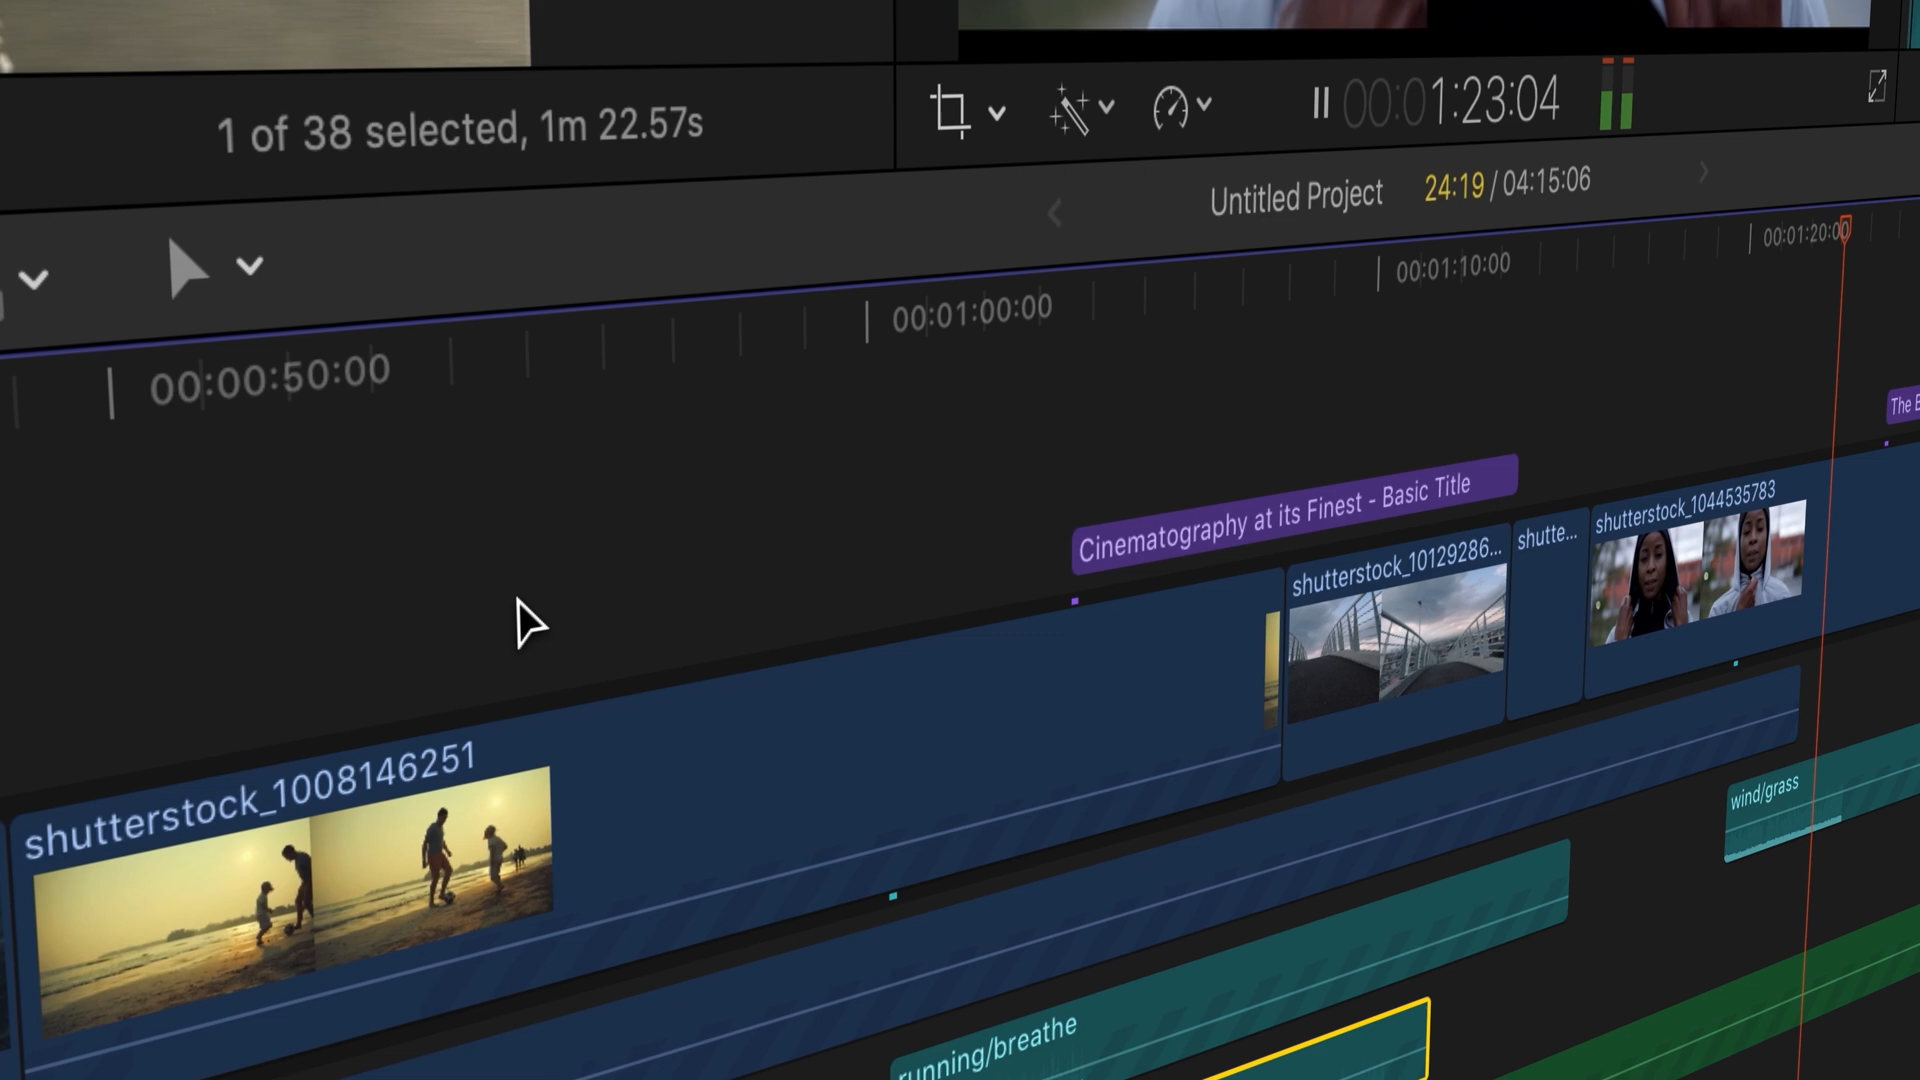 1 of 38 selected, 1m 22.57s
00:01:23:04
Untitled Project
24:19 / 04:15:06
00:00:50:00
00:01:00:00
00:01:10:00
00:01:20:00
The
Cinematography at its Finest - Basic Title
shutterstock_1008146251
shutterstock_10129286...
shutte...
shutterstock_1044535783
wind/grass
running/breathe